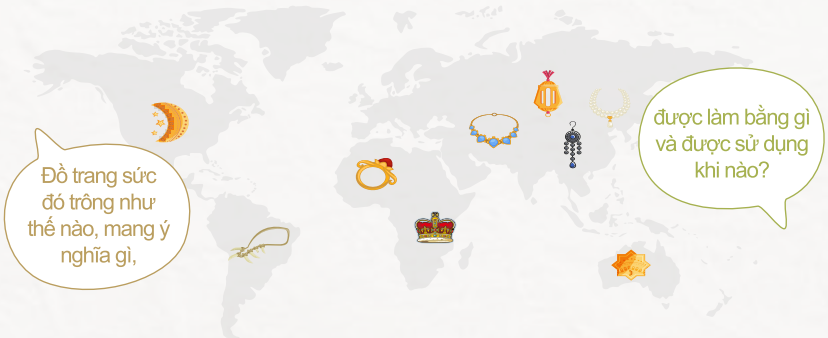 Đồ trang sức
đó trông như
thế nào, mang ý
nghĩa gì,
được làm bằng gì
và được sử dụng
khi nào?